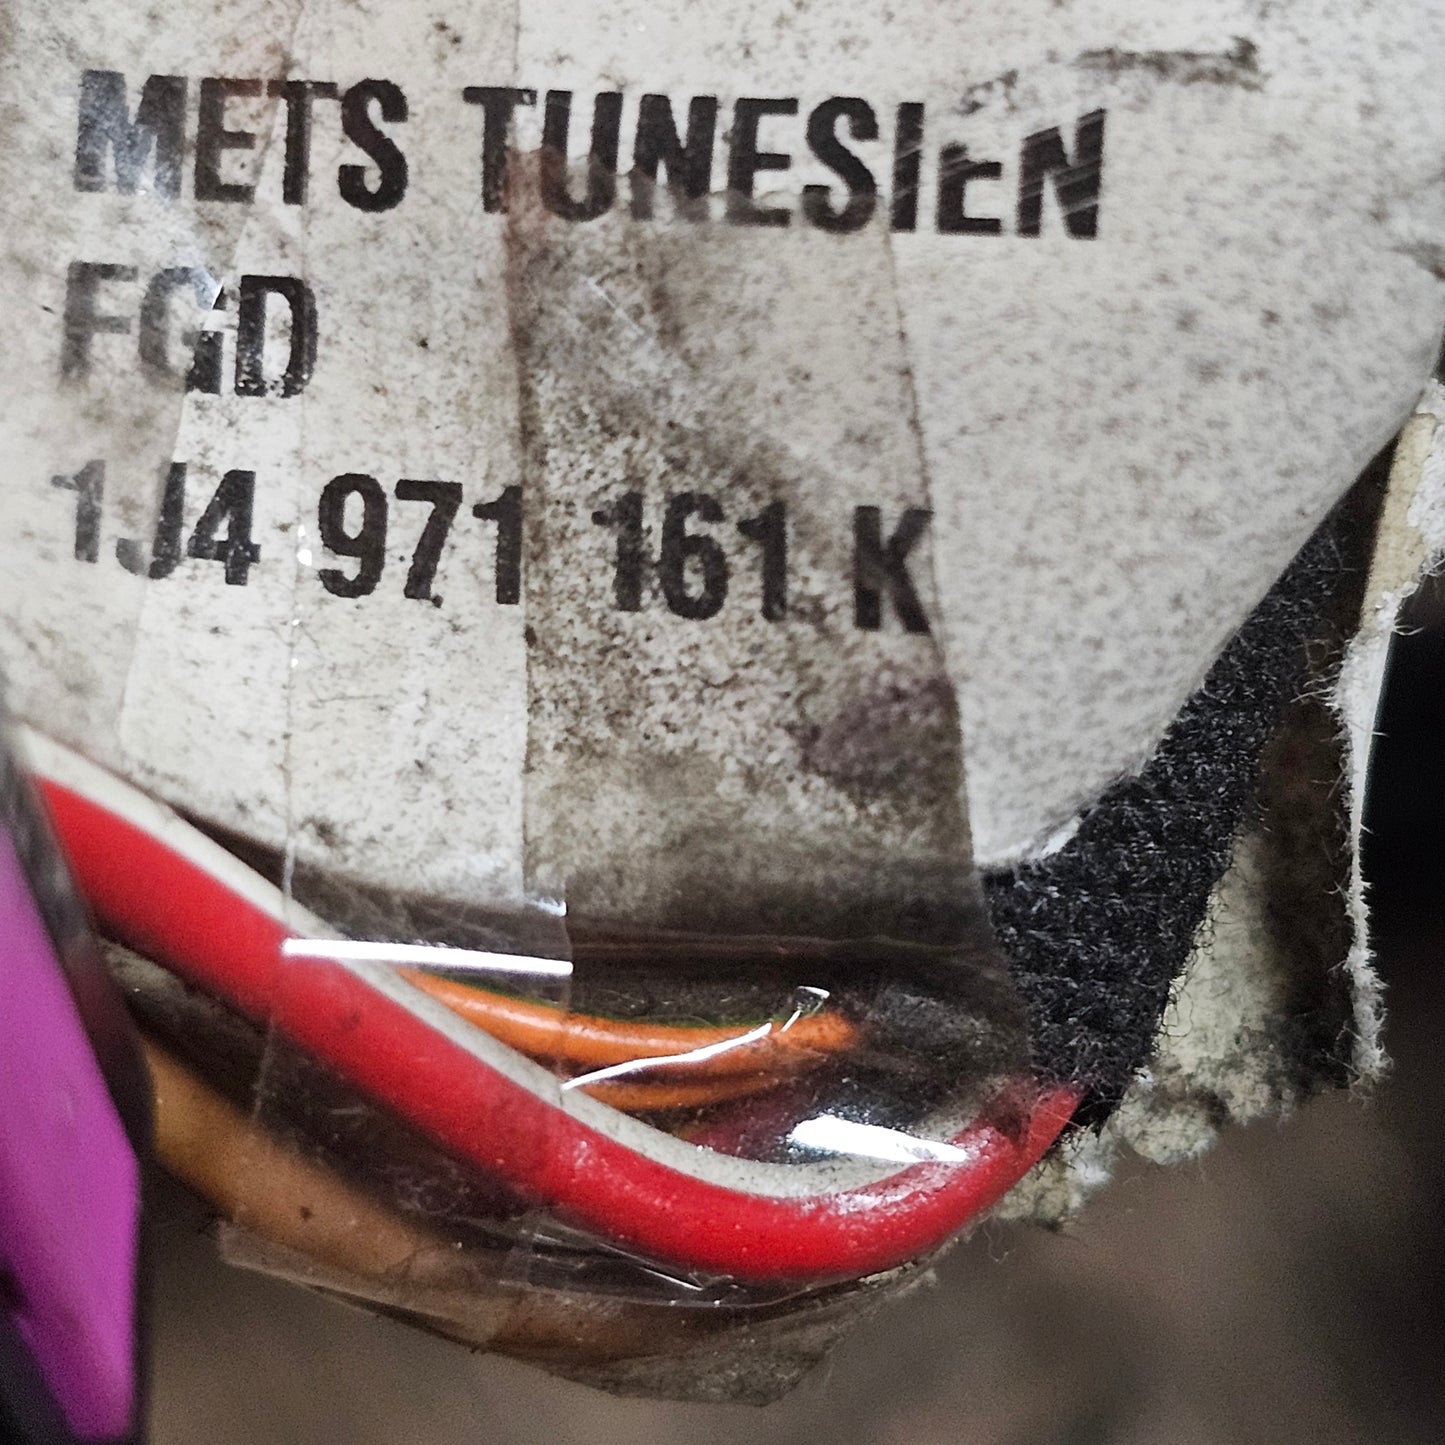 METS TUNESIEN
FGD
1J4 971 161 K